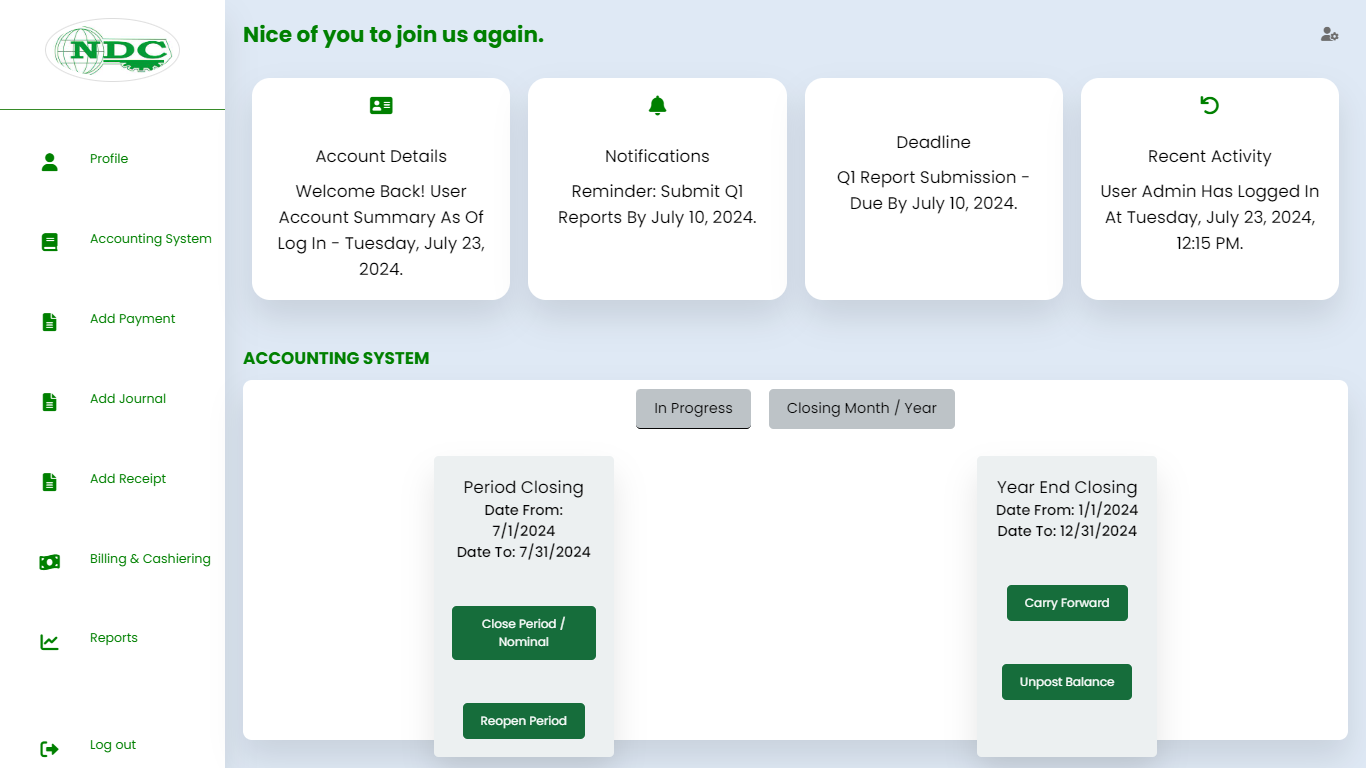 NDC
Nice of you to join us again.
Profile
Accounting System
Add Payment
Add Journal
Add Receipt
Billing & Cashiering
Reports
Log out
Account Details
Welcome Back! User
Account Summary As Of
Log In - Tuesday, July 23,
2024.
Notifications
Reminder: Submit Q1
Reports By July 10, 2024.
Deadline
Q1 Report Submission -
Due By July 10, 2024.
Recent Activity
User Admin Has Logged In
At Tuesday, July 23, 2024,
12:15 PM.
ACCOUNTING SYSTEM
In Progress
Closing Month / Year
Period Closing
Date From:
7/1/2024
Date To: 7/31/2024
Close Period /
Nominal
Reopen Period
Year End Closing
Date From: 1/1/2024
Date To: 12/31/2024
Carry Forward
Unpost Balance